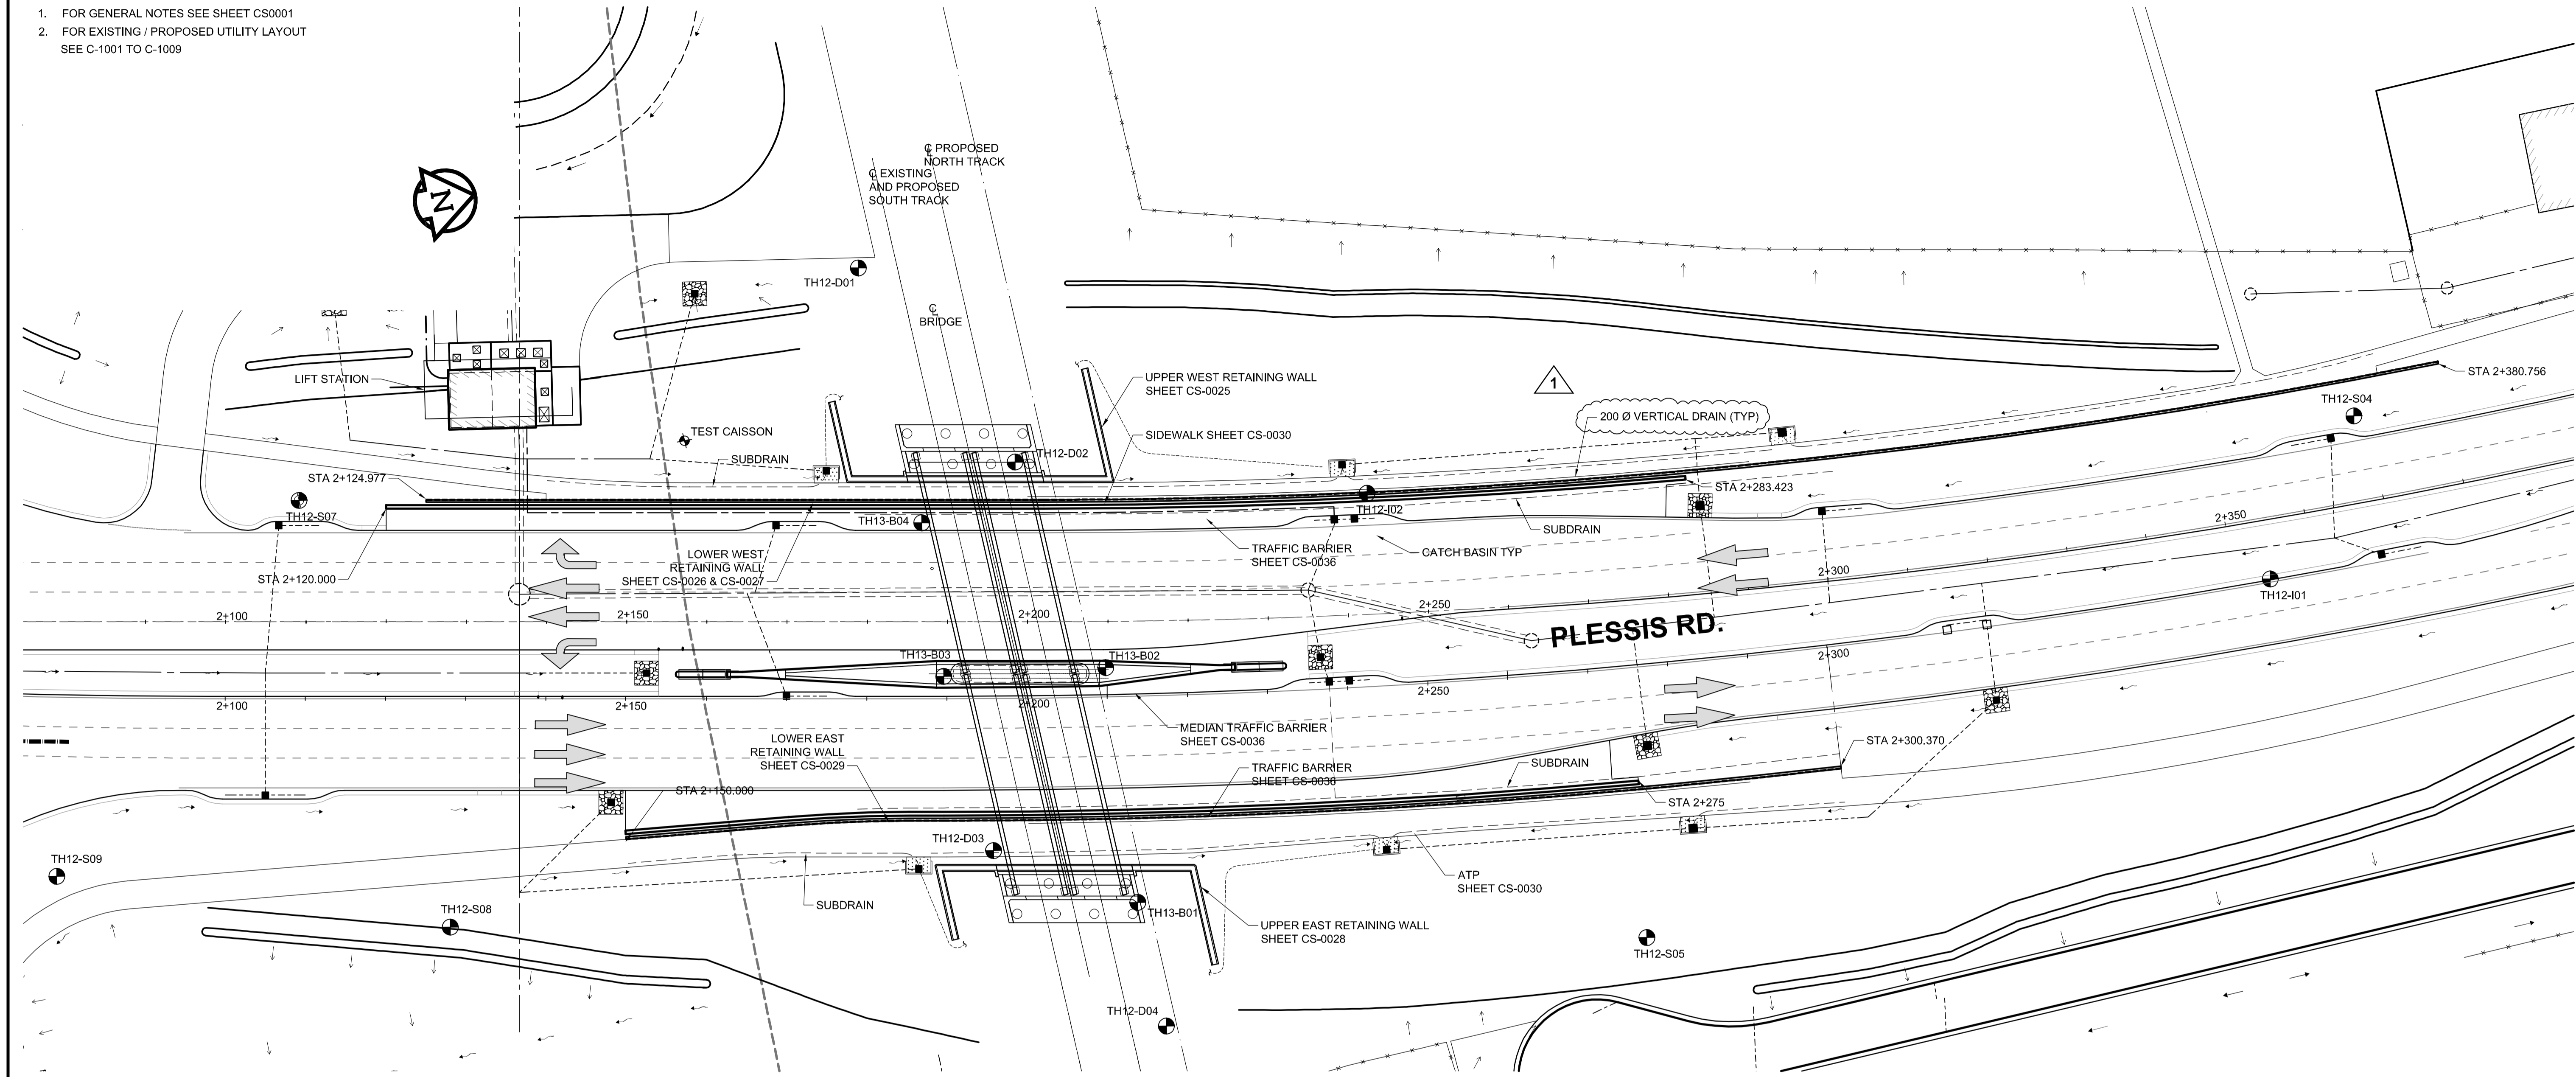 1. FOR GENERAL NOTES SEE SHEET CS0001
2. FOR EXISTING / PROPOSED UTILITY LAYOUT
SEE C-1001 TO C-1009
N
℄ PROPOSED
NORTH TRACK
℄ EXISTING
AND PROPOSED
SOUTH TRACK
TH12-D01
℄
BRIDGE
LIFT STATION
UPPER WEST RETAINING WALL
SHEET CS-0025
1
STA 2+380.756
TH12-S04
200 Ø VERTICAL DRAIN (TYP)
TEST CAISSON
SIDEWALK SHEET CS-0030
SUBDRAIN
TH12-D02
STA 2+124.977
STA 2+283.423
TH12-S07
TH13-B04
TH12-I02
2+350
SUBDRAIN
LOWER WEST
RETAINING WALL
SHEET CS-0026 & CS-0027
TRAFFIC BARRIER
SHEET CS-0036
CATCH BASIN TYP
STA 2+120.000
2+300
TH12-I01
2+100
2+150
2+200
2+250
PLESSIS RD.
TH13-B03
TH13-B02
2+300
2+100
2+150
2+200
2+250
MEDIAN TRAFFIC BARRIER
SHEET CS-0036
LOWER EAST
RETAINING WALL
SHEET CS-0029
STA 2+300.370
TRAFFIC BARRIER
SHEET CS-0036
SUBDRAIN
STA 2+150.000
STA 2+275
TH12-D03
TH12-S09
ATP
SHEET CS-0030
SUBDRAIN
TH12-S08
TH13-B01
UPPER EAST RETAINING WALL
SHEET CS-0028
TH12-S05
TH12-D04